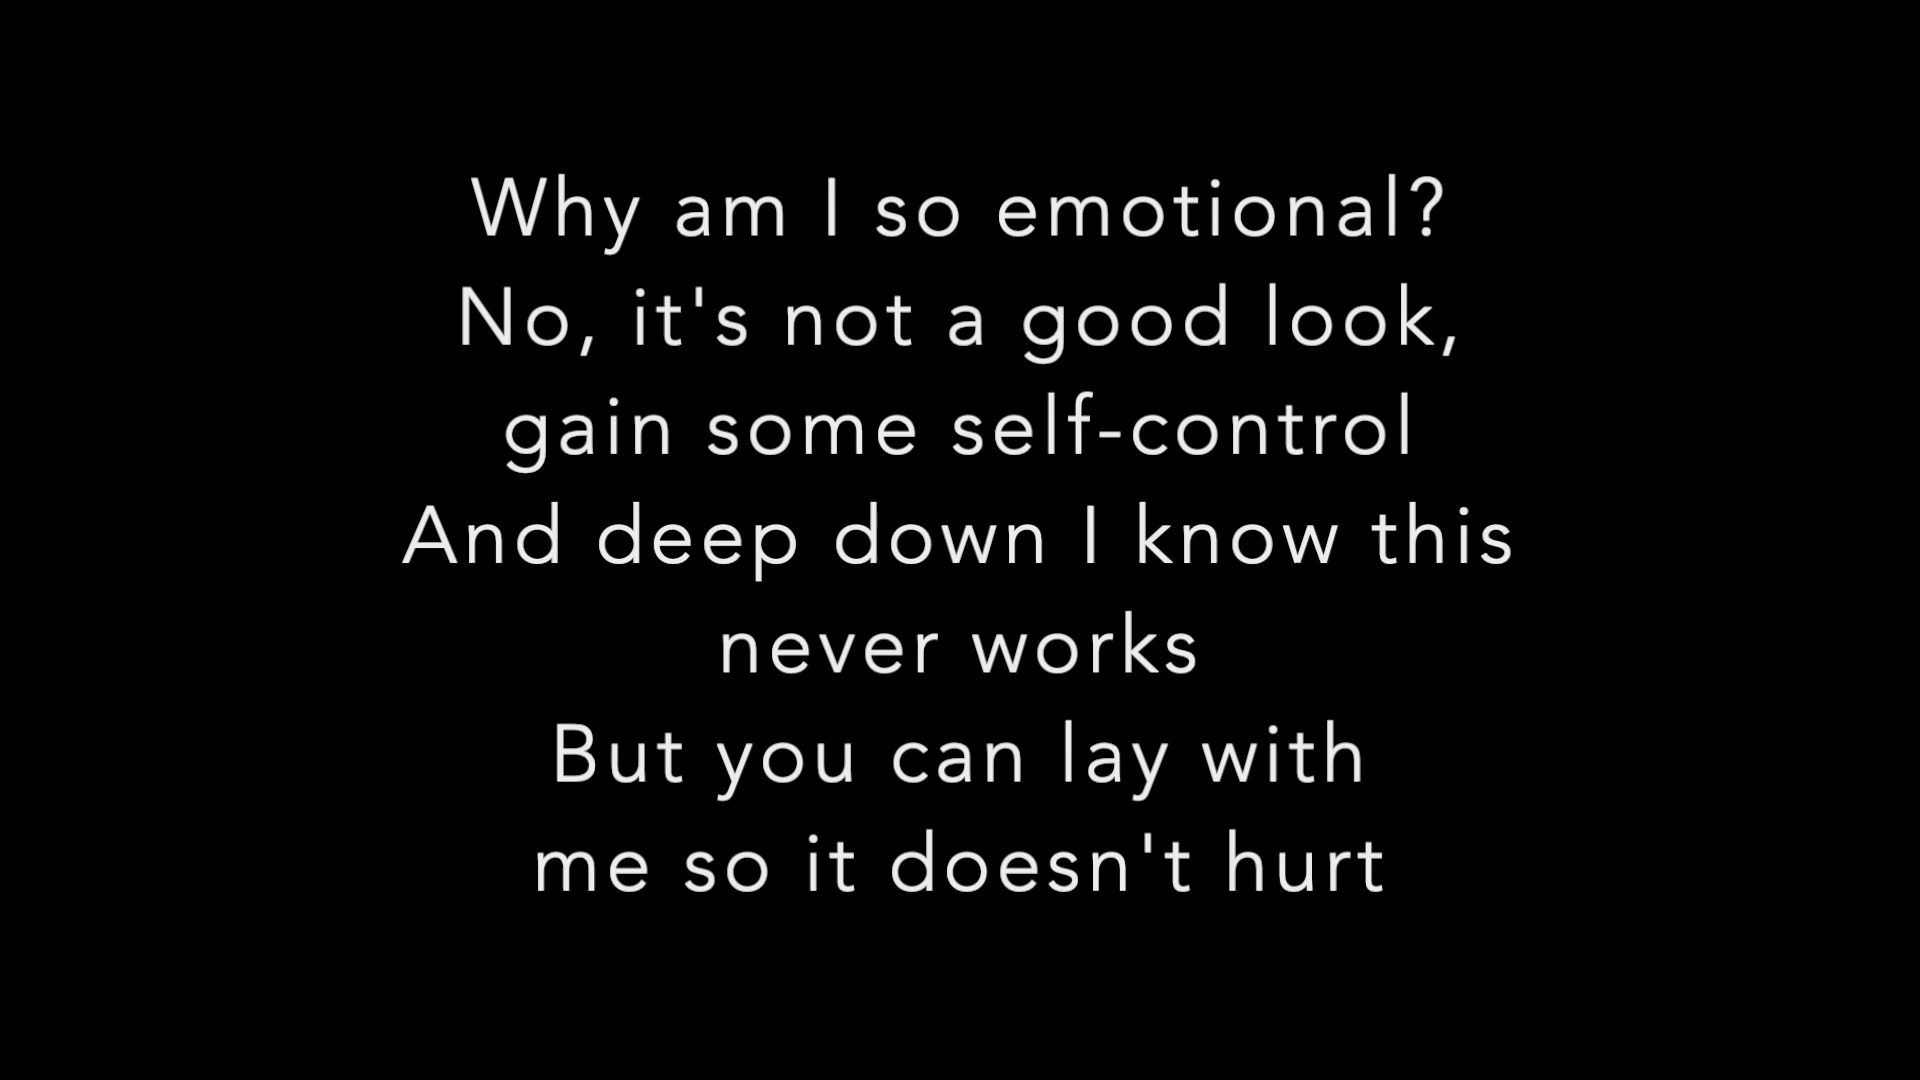 Why am I so emotional?
No, it's not a good look,
gain some self-control
And deep down I know this
never works
But you can lay with
me so it doesn't hurt